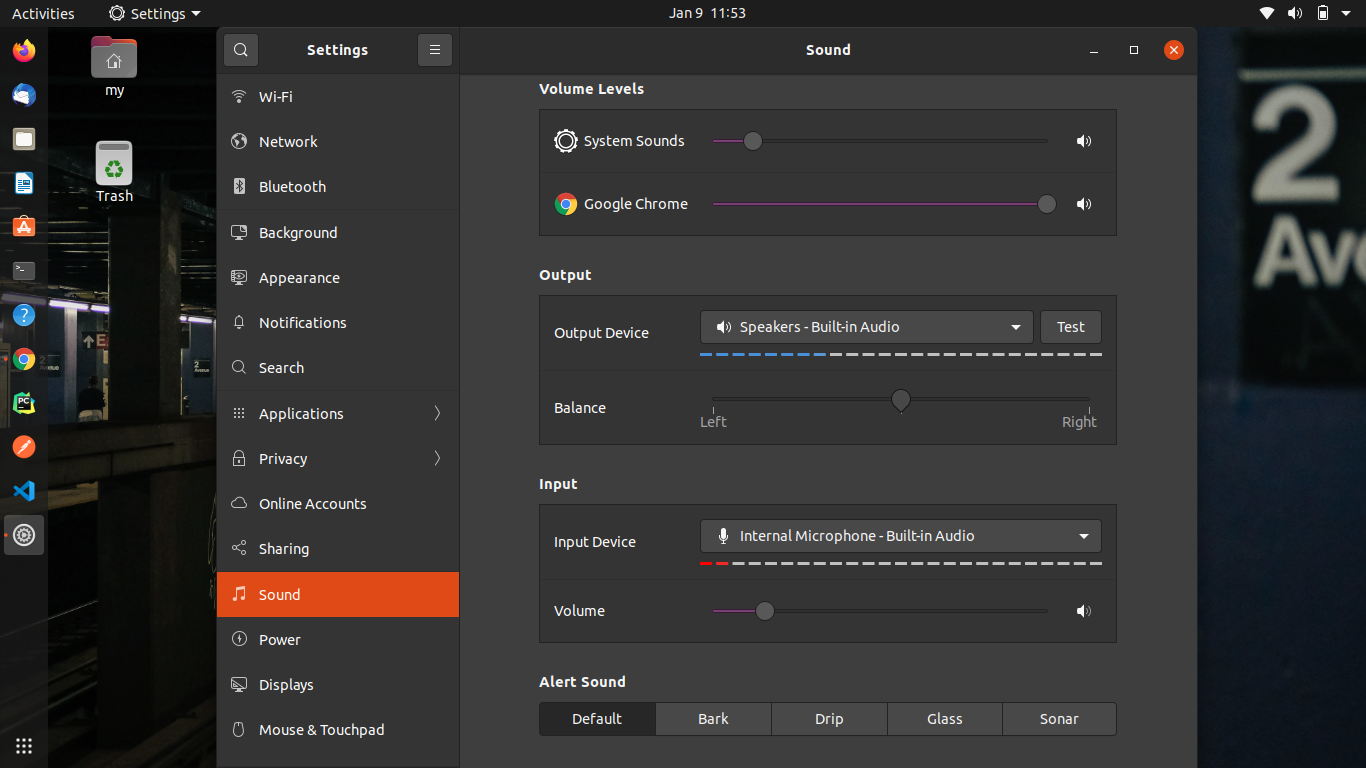 Activities
Settings
Jan 9 11:53
my
Trash
Settings
Wi-Fi
Network
Bluetooth
Background
Appearance
Notifications
Search
Applications
Privacy
Online Accounts
Sharing
Sound
Power
Displays
Mouse & Touchpad
Sound
Volume Levels
System Sounds
Google Chrome
Output
Output Device
Speakers - Built-in Audio
Test
Balance
Left
Right
Input
Input Device
Internal Microphone - Built-in Audio
Volume
Alert Sound
Default
Bark
Drip
Glass
Sonar
2